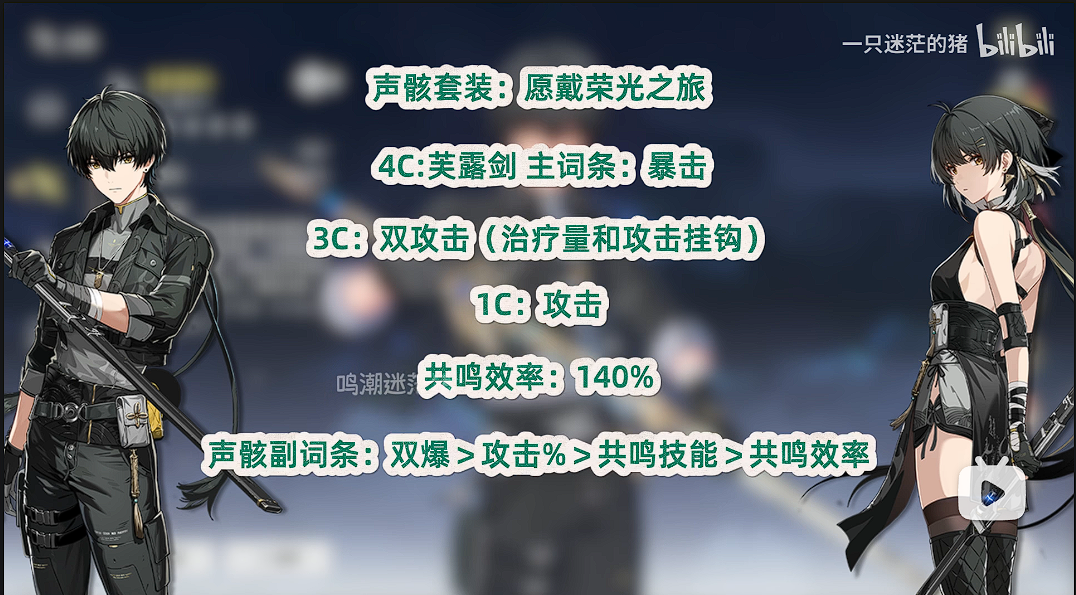 一只迷茫的猪 bilibili
声骸套装：愿戴荣光之旅
4C:芙露剑 主词条：暴击
3C：双攻击（治疗量和攻击挂钩）
1C：攻击
鸣潮迷茫
共鸣效率：140%
声骸副词条：双爆＞攻击%＞共鸣技能＞共鸣效率